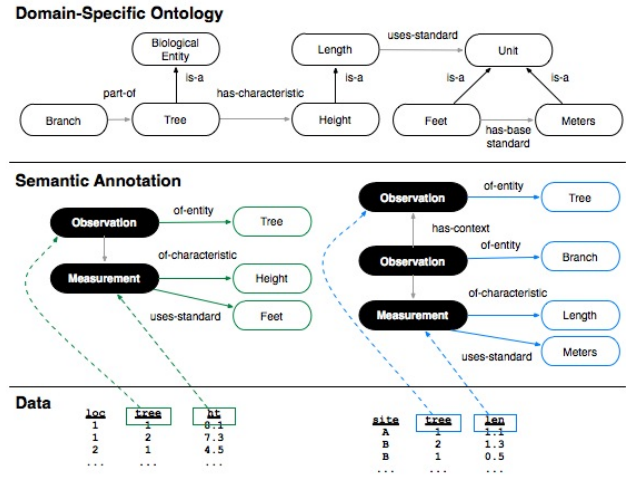 Domain-Specific Ontology
Biological
Entity
Length
uses-standard
Unit
is-a
is-a
is-a
is-a
part-of
has-characteristic
Branch
Tree
Height
Feet
has-base
standard
Meters
Semantic Annotation
Observation
of-entity
Tree
of-characteristic
Measurement
Height
uses-standard
Feet
Observation
of-entity
Tree
has-context
of-entity
Observation
Branch
of-characteristic
Measurement
Length
uses-standard
Meters
Data
loc tree ht
1 1 8.1
1 2 7.3
2 1 4.5
... ... ...
site tree len
A 1 1.1
B 2 1.3
B 1 0.5
... ... ...